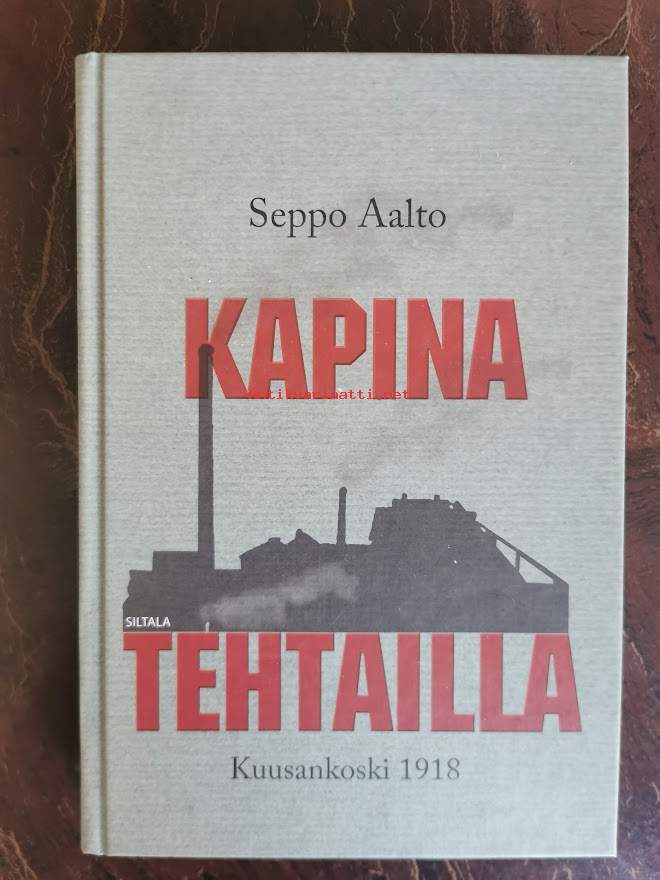 Seppo Aalto
KAPINA
SILTALA
TEHTAILLA
Kuusankoski 1918